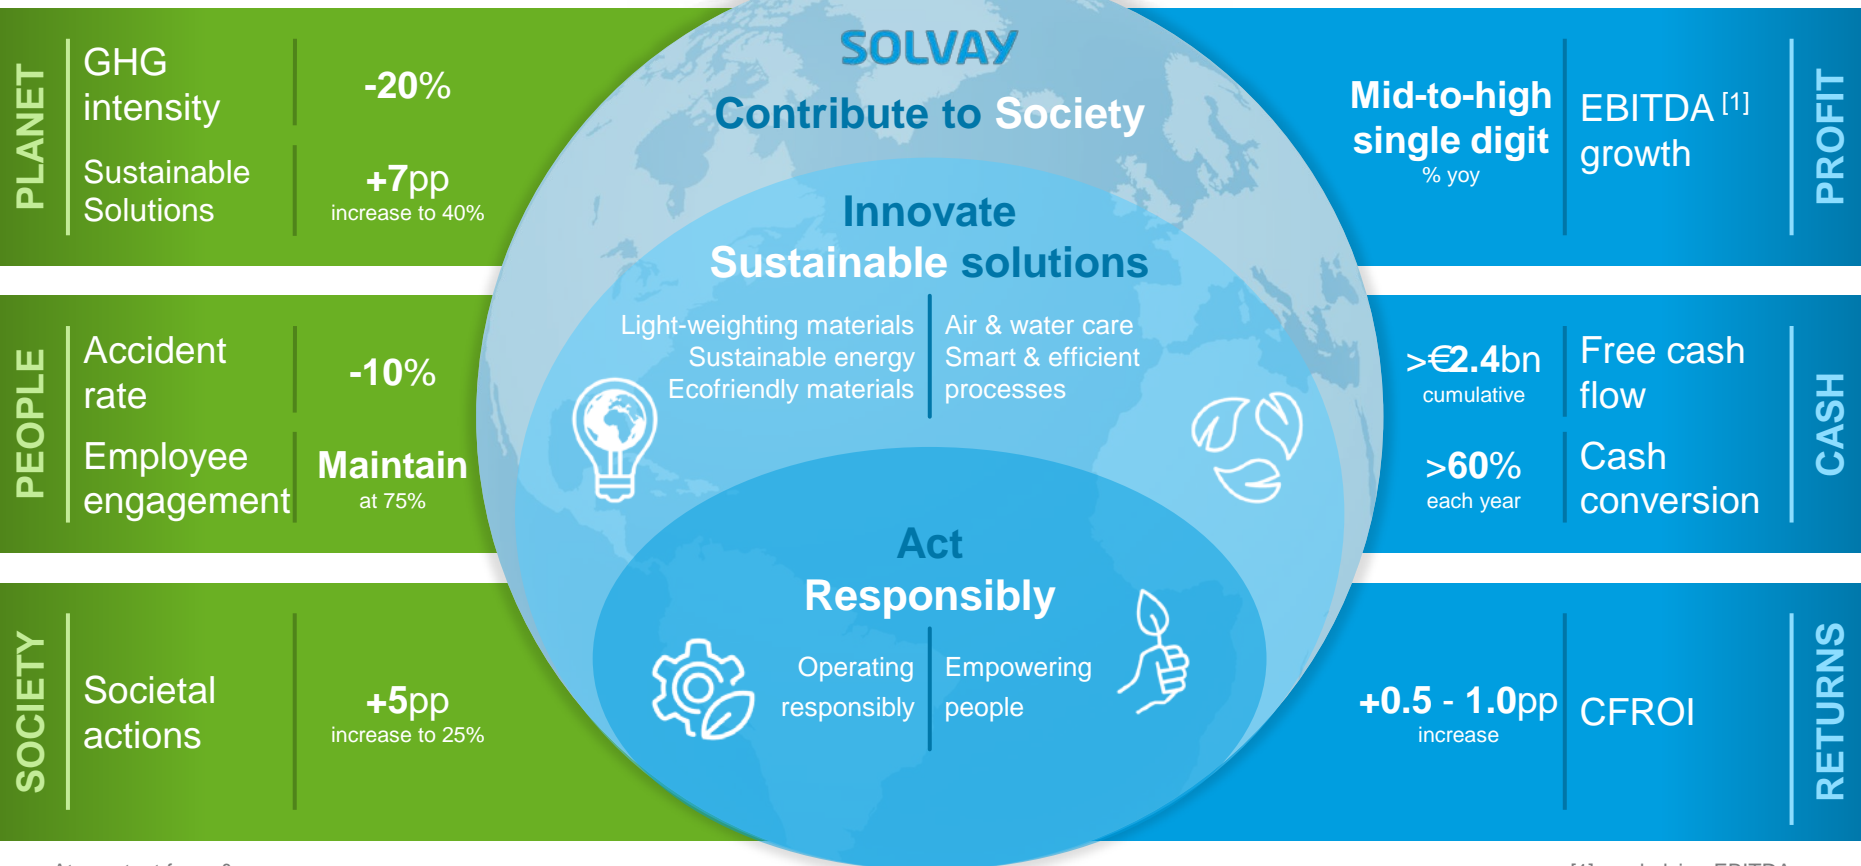 PLANET
GHG
intensity
-20%
Sustainable
Solutions
+7pp
increase to 40%
PEOPLE
Accident
rate
-10%
Employee
engagement
Maintain
at 75%
SOCIETY
Societal
actions
+5pp
increase to 25%
SOLVAY
Contribute to Society
Innovate
Sustainable solutions
Light-weighting materials
Sustainable energy
Ecofriendly materials
Air & water care
Smart & efficient
processes
Act
Responsibly
Operating
responsibly
Empowering
people
Mid-to-high
single digit
% yoy
EBITDA [1]
growth
PROFIT
>€2.4bn
cumulative
Free cash
flow
>60%
each year
Cash
conversion
CASH
+0.5 - 1.0pp
increase
CFROI
RETURNS